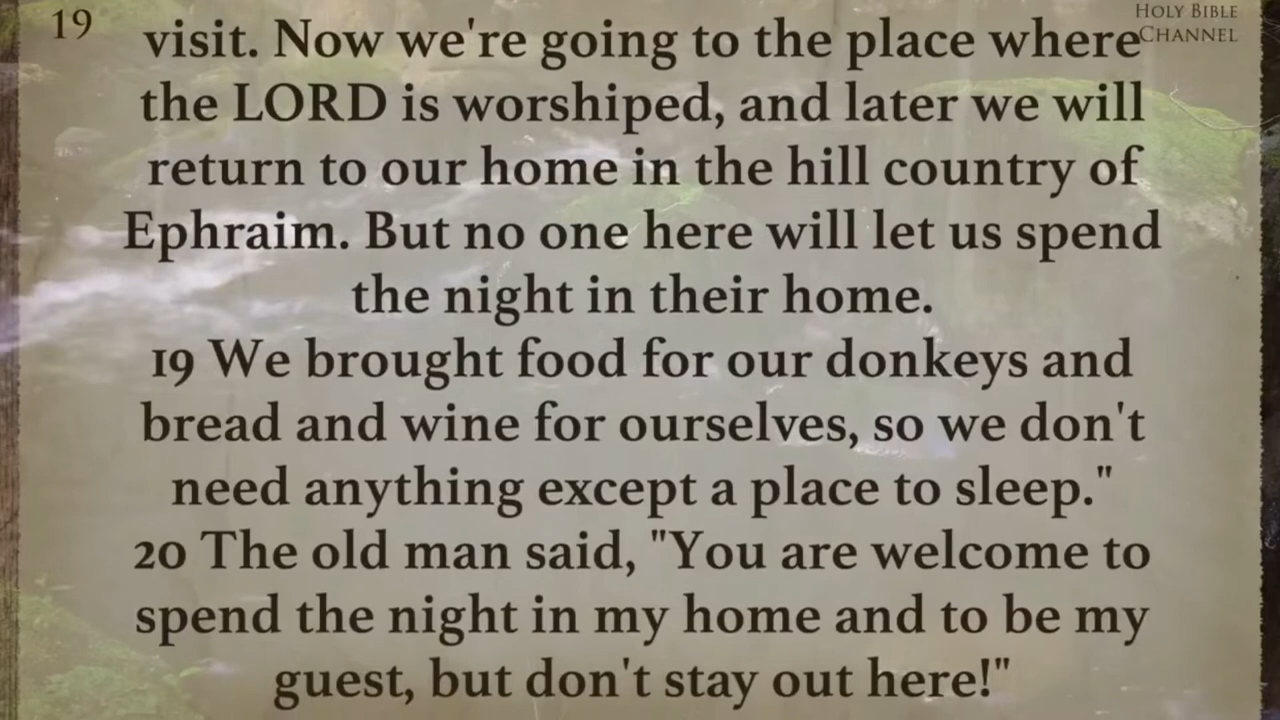 19
HOLY BIBLE
CHANNEL
visit. Now we're going to the place where
the LORD is worshiped, and later we will
return to our home in the hill country of
Ephraim. But no one here will let us spend
the night in their home.
19 We brought food for our donkeys and
bread and wine for ourselves, so we don't
need anything except a place to sleep."
20 The old man said, "You are welcome to
spend the night in my home and to be my
guest, but don't stay out here!"